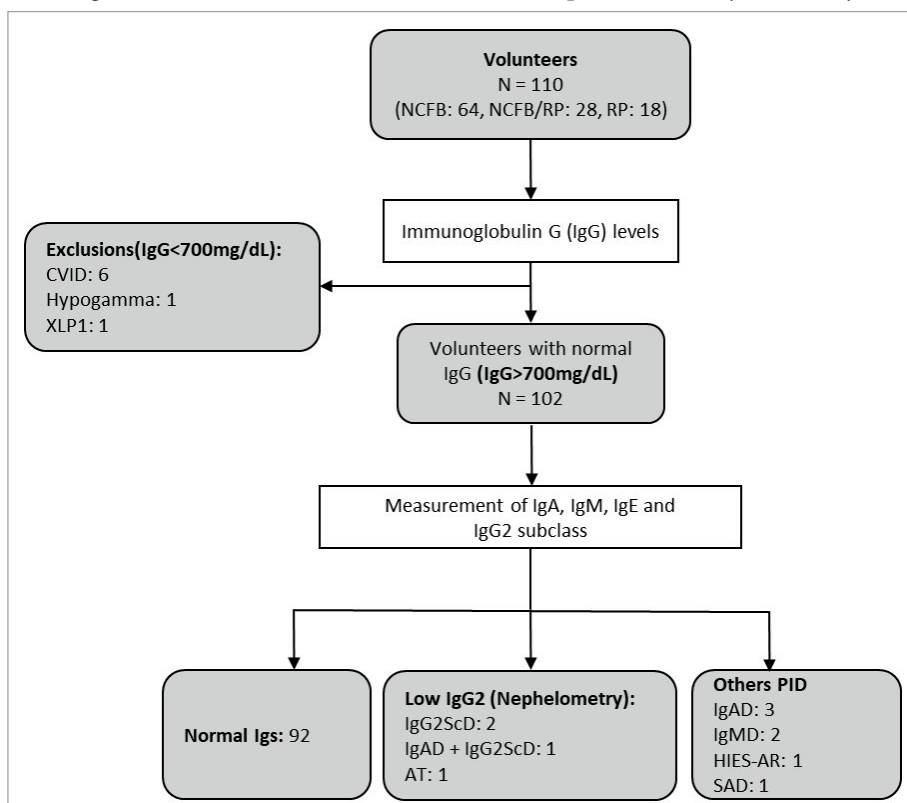 Volunteers
N = 110
(NCFB: 64, NCFB/RP: 28, RP: 18)
Immunoglobulin G (IgG) levels
Exclusions(IgG<700mg/dL):
CVID: 6
Hypogamma: 1
XLP1: 1
Volunteers with normal
IgG (IgG>700mg/dL)
N = 102
Measurement of IgA, IgM, IgE and
IgG2 subclass
Normal Igs: 92
Low IgG2 (Nephelometry):
IgG2ScD: 2
IgAD + IgG2ScD: 1
AT: 1
Others PID
IgAD: 3
IgMD: 2
HIES-AR: 1
SAD: 1